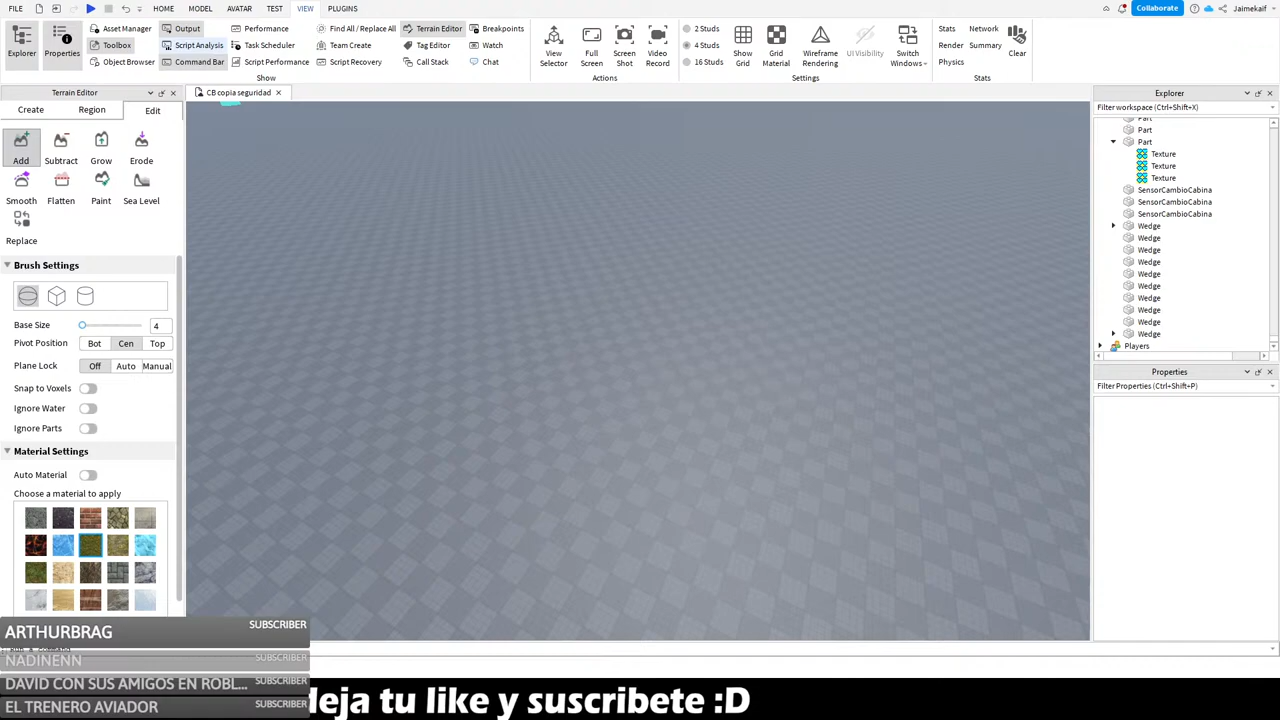 FILE HOME MODEL AVATAR TEST VIEW PLUGINS Collaborate Jaimekaif
Explorer Properties Asset Manager Toolbox Object Browser Output Script Analysis Command Bar Performance Task Scheduler Script Performance Find All / Replace All Team Create Script Recovery Terrain Editor Tag Editor Call Stack Breakpoints Watch Chat View Selector Full Screen Screen Shot Video Record 2 Studs 4 Studs 16 Studs Show Grid Grid Material Wireframe Rendering UI Visibility Switch Windows Stats Render Physics Network Summary Clear
Show Actions Settings Stats
Terrain Editor
CB copia seguridad
Create Region Edit
Add Subtract Grow Erode
Smooth Flatten Paint Sea Level
Replace
Brush Settings
Base Size 4
Pivot Position Bot Cen Top
Plane Lock Off Auto Manual
Snap to Voxels
Ignore Water
Ignore Parts
Material Settings
Auto Material
Choose a material to apply
Explorer
Filter workspace (Ctrl+Shift+X)
Part
Part
Part
Texture
Texture
Texture
SensorCambioCabina
SensorCambioCabina
SensorCambioCabina
Wedge
Wedge
Wedge
Wedge
Wedge
Wedge
Wedge
Wedge
Wedge
Wedge
Players
Properties
Filter Properties (Ctrl+Shift+P)
ARTHURBRAG SUBSCRIBER
NADINENN SUBSCRIBER
DAVID CON SUS AMIGOS EN ROBL... SUBSCRIBER
EL TRENERO AVIADOR SUBSCRIBER
deja tu like y suscribete :D